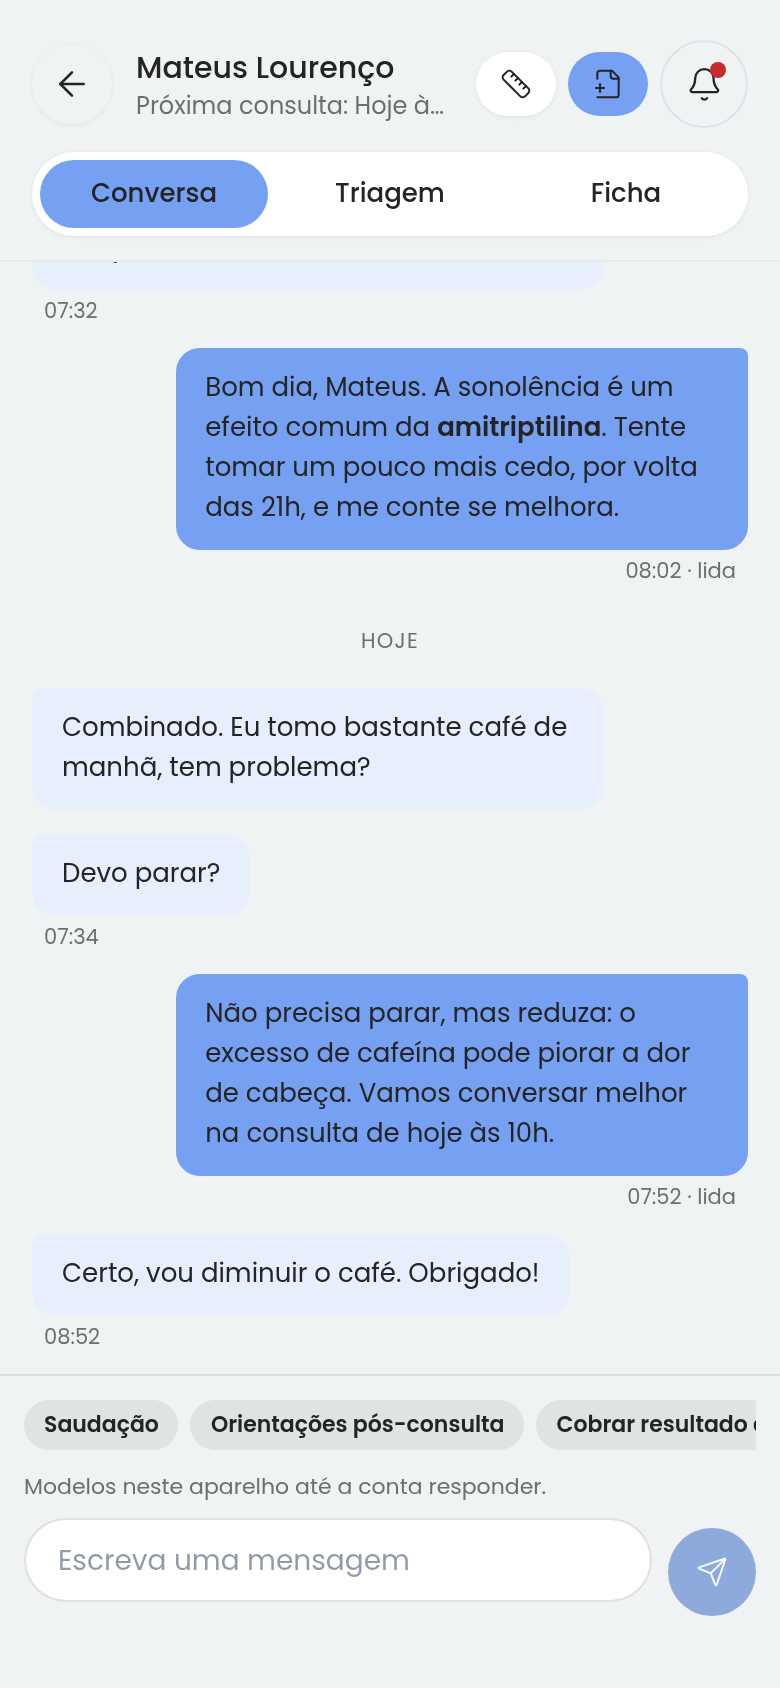 Mateus Lourenço
Próxima consulta: Hoje à...
Conversa
Triagem
Ficha
07:32
Bom dia, Mateus. A sonolência é um
efeito comum da amitriptilina. Tente
tomar um pouco mais cedo, por volta
das 21h, e me conte se melhora.
08:02 · lida
HOJE
Combinado. Eu tomo bastante café de
manhã, tem problema?
Devo parar?
07:34
Não precisa parar, mas reduza: o
excesso de cafeína pode piorar a dor
de cabeça. Vamos conversar melhor
na consulta de hoje às 10h.
07:52 · lida
Certo, vou diminuir o café. Obrigado!
08:52
Saudação
Orientações pós-consulta
Cobrar resultado
Modelos neste aparelho até a conta responder.
Escreva uma mensagem